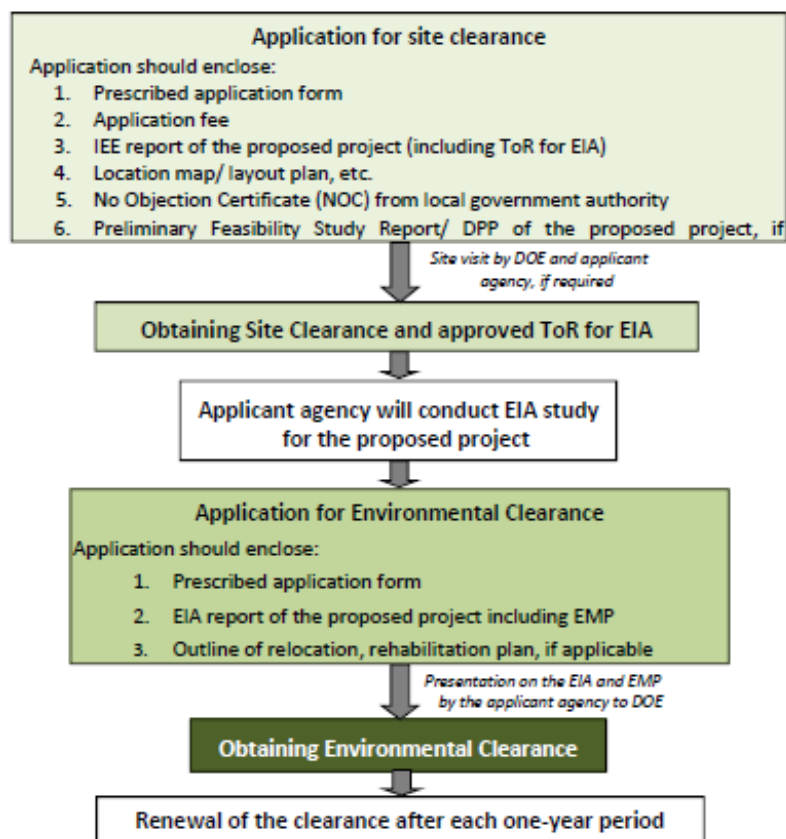 Application for site clearance
Application should enclose:
1. Prescribed application form
2. Application fee
3. IEE report of the proposed project (including ToR for EIA)
4. Location map/ layout plan, etc.
5. No Objection Certificate (NOC) from local government authority
6. Preliminary Feasibility Study Report/ DPP of the proposed project, if
Site visit by DOE and applicant
agency, if required
Obtaining Site Clearance and approved ToR for EIA
Applicant agency will conduct EIA study
for the proposed project
Application for Environmental Clearance
Application should enclose:
1. Prescribed application form
2. EIA report of the proposed project including EMP
3. Outline of relocation, rehabilitation plan, if applicable
Presentation on the EIA and EMP
by the applicant agency to DOE
Obtaining Environmental Clearance
Renewal of the clearance after each one-year period